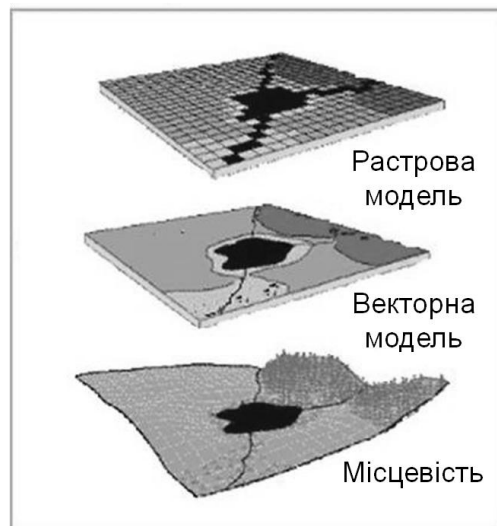 Растрова
модель
Векторна
модель
Місцевість